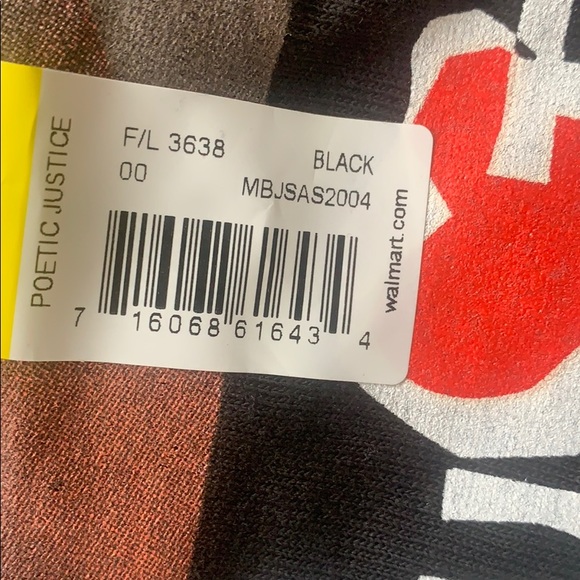 POETIC JUSTICE
F/L 3638
00
BLACK
MBJSAS2004
7 16068 61643 4
walmart.com